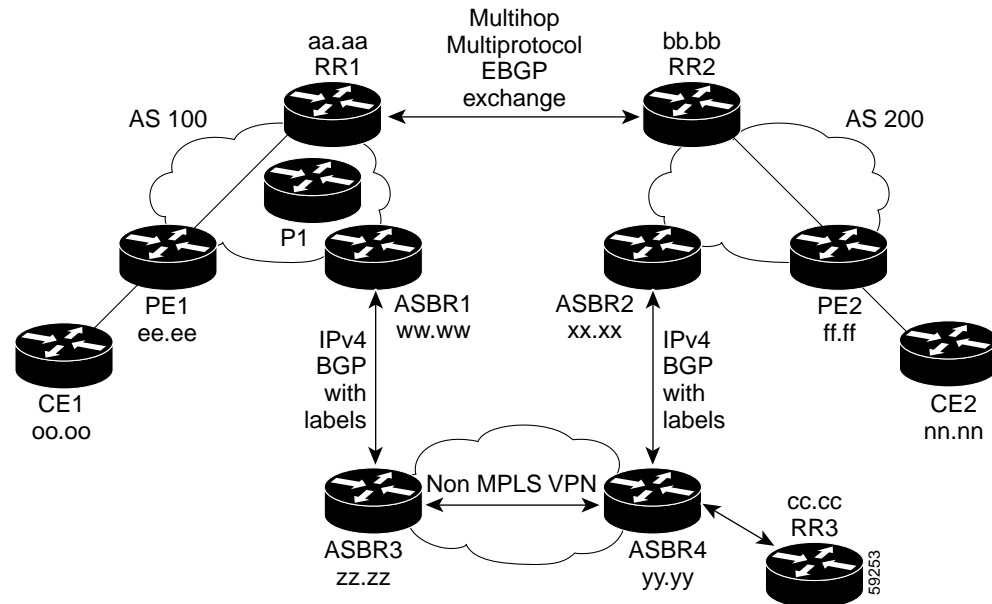 Multihop
Multiprotocol
EBGP
exchange
aa.aa
RR1
bb.bb
RR2
AS 100
AS 200
P1
PE1
ee.ee
ASBR1
ww.ww
ASBR2
xx.xx
PE2
ff.ff
CE1
oo.oo
IPv4
BGP
with
labels
IPv4
BGP
with
labels
CE2
nn.nn
Non MPLS VPN
ASBR3
zz.zz
ASBR4
yy.yy
cc.cc
RR3
59253